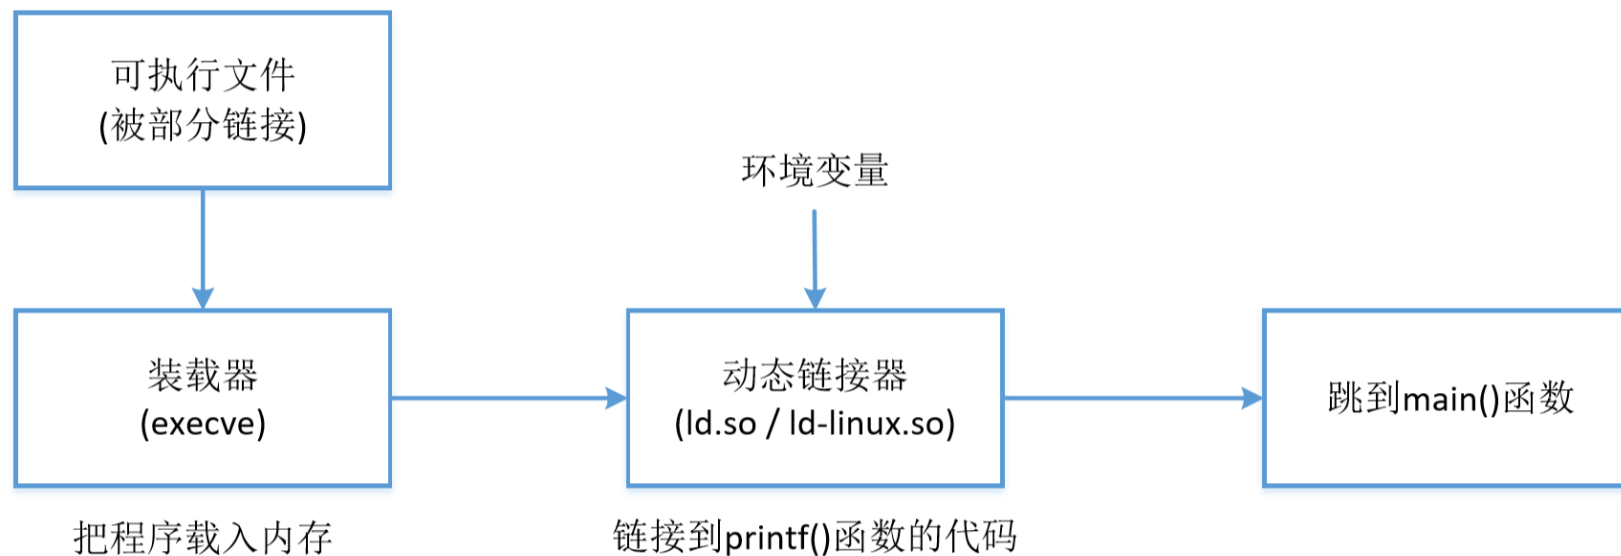 可执行文件
(被部分链接)
环境变量
装载器
(execve)
动态链接器
(ld.so / ld-linux.so)
跳到main()函数
把程序载入内存
链接到printf()函数的代码